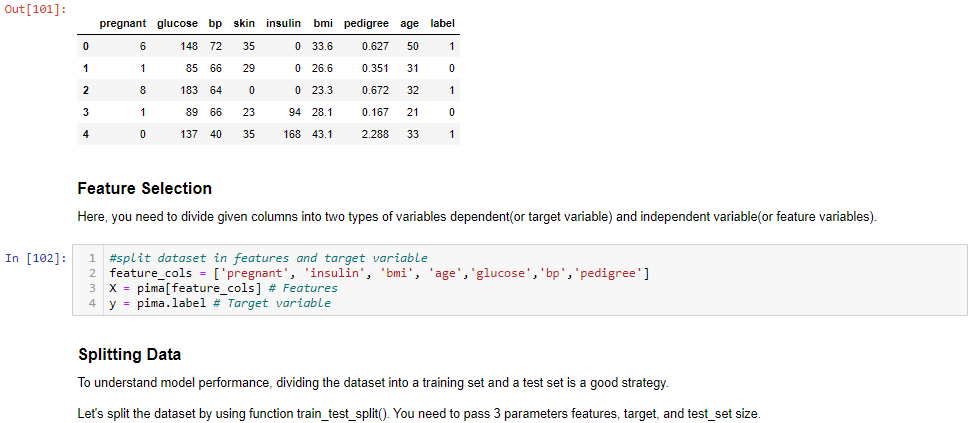 Out[101]:
pregnant glucose bp skin insulin bmi pedigree age label
0 6 148 72 35 0 33.6 0.627 50 1
1 1 85 66 29 0 26.6 0.351 31 0
2 8 183 64 0 0 23.3 0.672 32 1
3 1 89 66 23 94 28.1 0.167 21 0
4 0 137 40 35 168 43.1 2.288 33 1
Feature Selection
Here, you need to divide given columns into two types of variables dependent(or target variable) and independent variable(or feature variables).
In [102]:
1 #split dataset in features and target variable
2 feature_cols = ['pregnant', 'insulin', 'bmi', 'age','glucose','bp','pedigree']
3 X = pima[feature_cols] # Features
4 y = pima.label # Target variable
Splitting Data
To understand model performance, dividing the dataset into a training set and a test set is a good strategy.
Let's split the dataset by using function train_test_split(). You need to pass 3 parameters features, target, and test_set size.